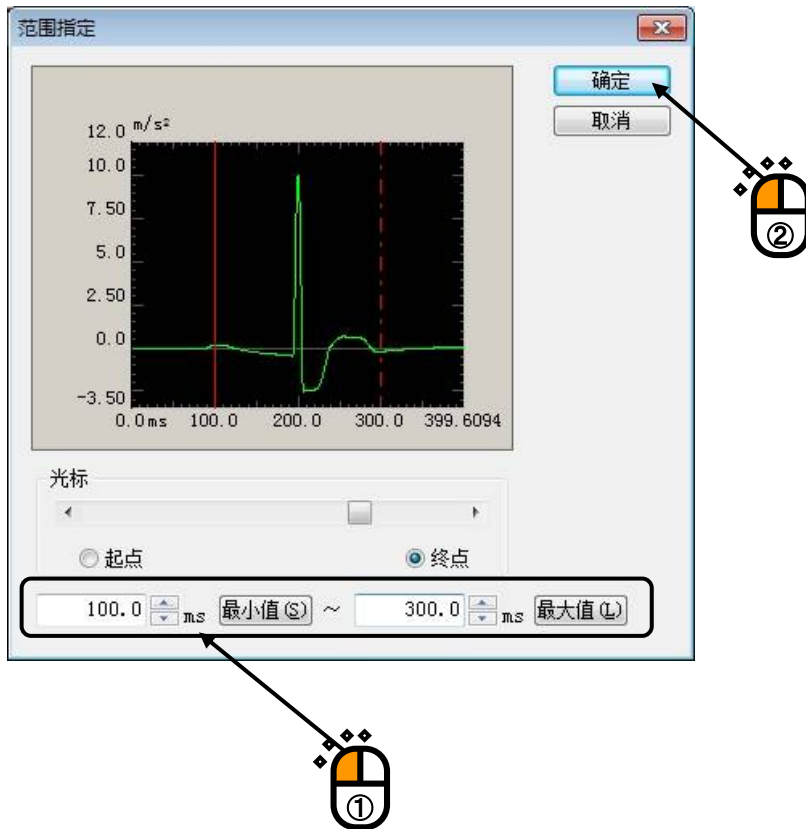 范围指定
确定
取消
12.0 m/s²
10.0
7.50
5.0
2.50
0.0
-3.50
0.0ms 100.0 200.0 300.0 399.6094
光标
起点 终点
100.0 ms 最小值(S) ~ 300.0 ms 最大值(L)
②
①